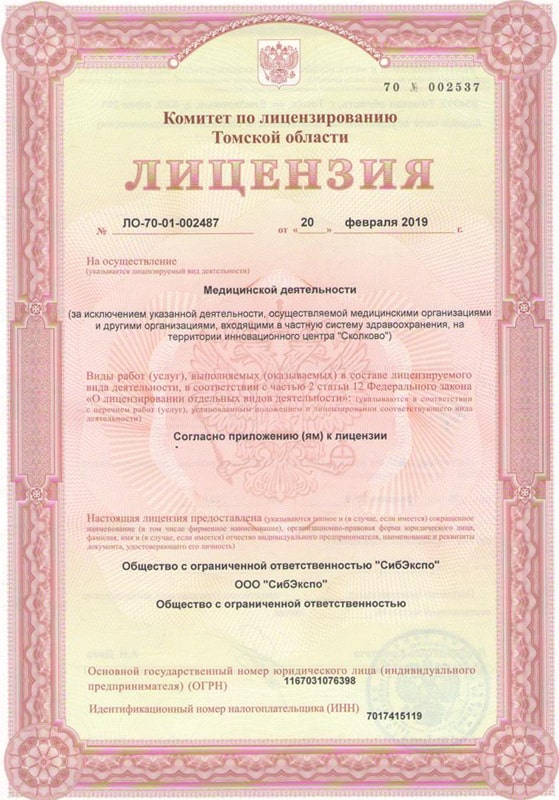 70 № 002537
Комитет по лицензированию
Томской области
ЛИЦЕНЗИЯ
№ ЛО-70-01-002487 от « 20 » февраля 2019 г.
На осуществление
(указывается лицензируемый вид деятельности)
Медицинской деятельности
(за исключением указанной деятельности, осуществляемой медицинскими организациями
и другими организациями, входящими в частную систему здравоохранения, на
территории инновационного центра "Сколково")
Виды работ (услуг), выполняемых (оказываемых) в составе лицензируемого
вида деятельности, в соответствии с частью 2 статьи 12 Федерального закона
«О лицензировании отдельных видов деятельности»: (указываются в соответствии
с перечнем работ (услуг), установленным положением о лицензировании соответствующего вида
деятельности)
Согласно приложению (ям) к лицензии
Настоящая лицензия предоставлена (указываются полное и (в случае, если имеется) сокращенное
наименование (в том числе фирменное наименование), организационно-правовая форма юридического лица,
фамилия, имя и (в случае, если имеется) отчество индивидуального предпринимателя, наименование и реквизиты
документа, удостоверяющего его личность)
Общество с ограниченной ответственностью "СибЭкспо"
ООО "СибЭкспо"
Общество с ограниченной ответственностью
Основной государственный номер юридического лица (индивидуального
предпринимателя) (ОГРН) 1167031076398
Идентификационный номер налогоплательщика (ИНН) 7017415119